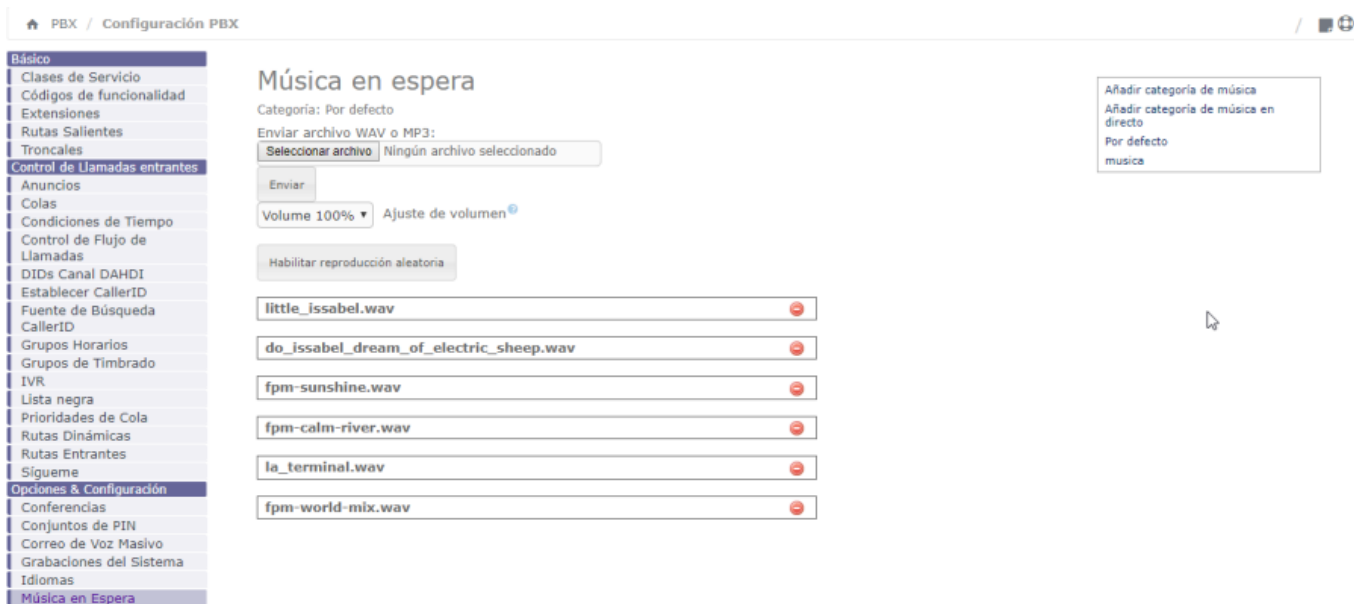 PBX / Configuración PBX
/
Básico
Clases de Servicio
Códigos de funcionalidad
Extensiones
Rutas Salientes
Troncales
Control de Llamadas entrantes
Anuncios
Colas
Condiciones de Tiempo
Control de Flujo de
Llamadas
DIDs Canal DAHDI
Establecer CallerID
Fuente de Búsqueda
CallerID
Grupos Horarios
Grupos de Timbrado
IVR
Lista negra
Prioridades de Cola
Rutas Dinámicas
Rutas Entrantes
Sígueme
Opciones & Configuración
Conferencias
Conjuntos de PIN
Correo de Voz Masivo
Grabaciones del Sistema
Idiomas
Música en Espera
Música en espera
Categoría: Por defecto
Enviar archivo WAV o MP3:
Seleccionar archivo Ningún archivo seleccionado
Enviar
Volume 100% Ajuste de volumen
Habilitar reproducción aleatoria
little_issabel.wav
do_issabel_dream_of_electric_sheep.wav
fpm-sunshine.wav
fpm-calm-river.wav
la_terminal.wav
fpm-world-mix.wav
Añadir categoría de música
Añadir categoría de música en
directo
Por defecto
musica